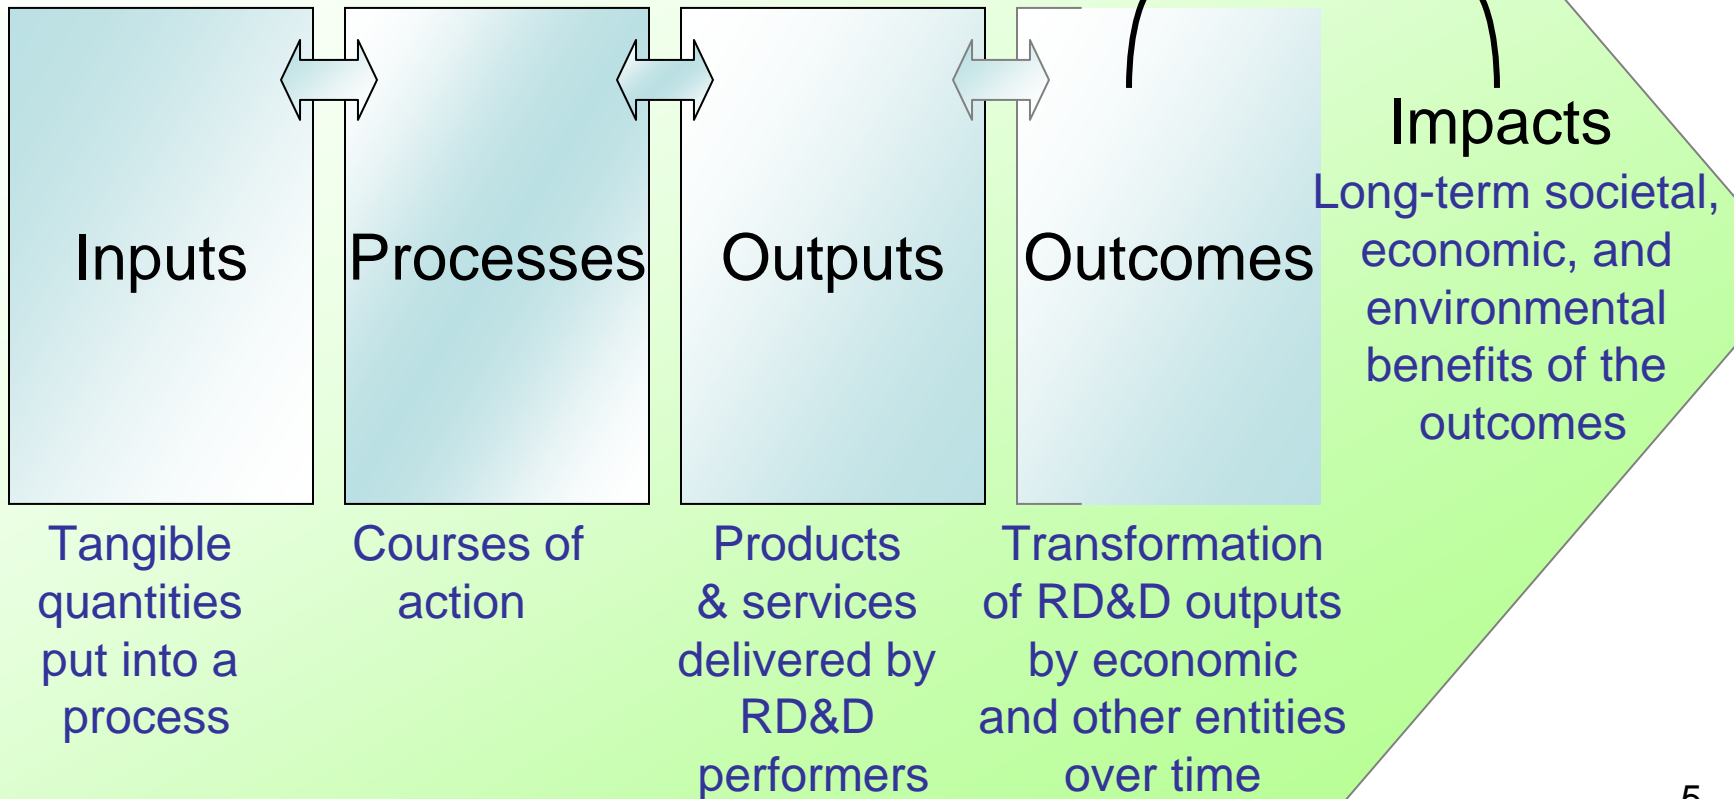 Inputs
Processes
Outputs
Outcomes
Impacts
Long-term societal,
economic, and
environmental
benefits of the
outcomes
Tangible
quantities
put into a
process
Courses of
action
Products
& services
delivered by
RD&D
performers
Transformation
of RD&D outputs
by economic
and other entities
over time
5